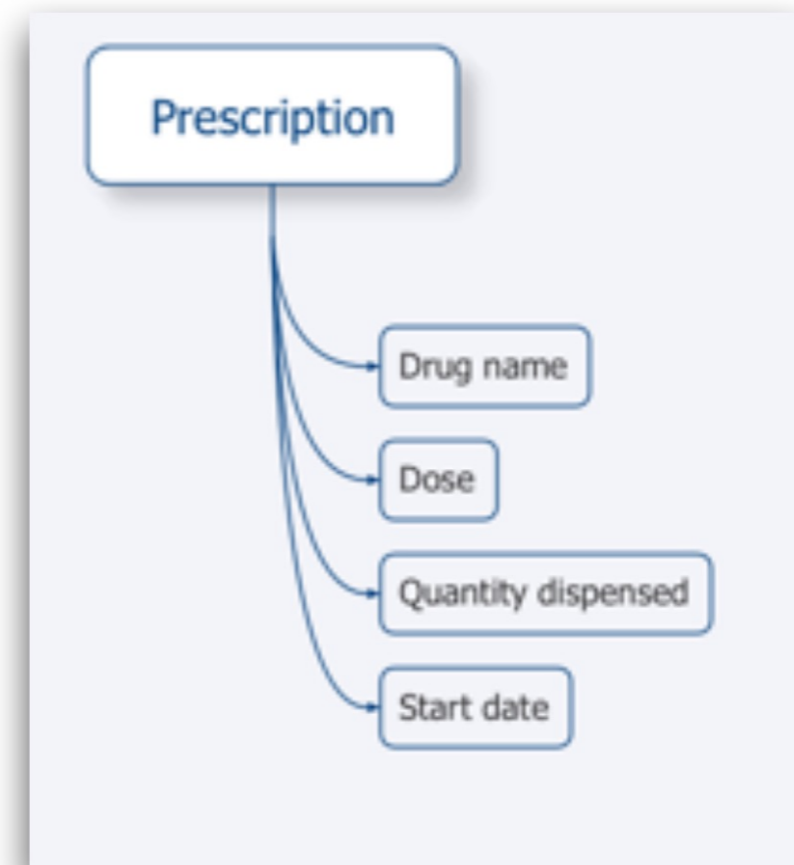 Prescription
Drug name
Dose
Quantity dispensed
Start date